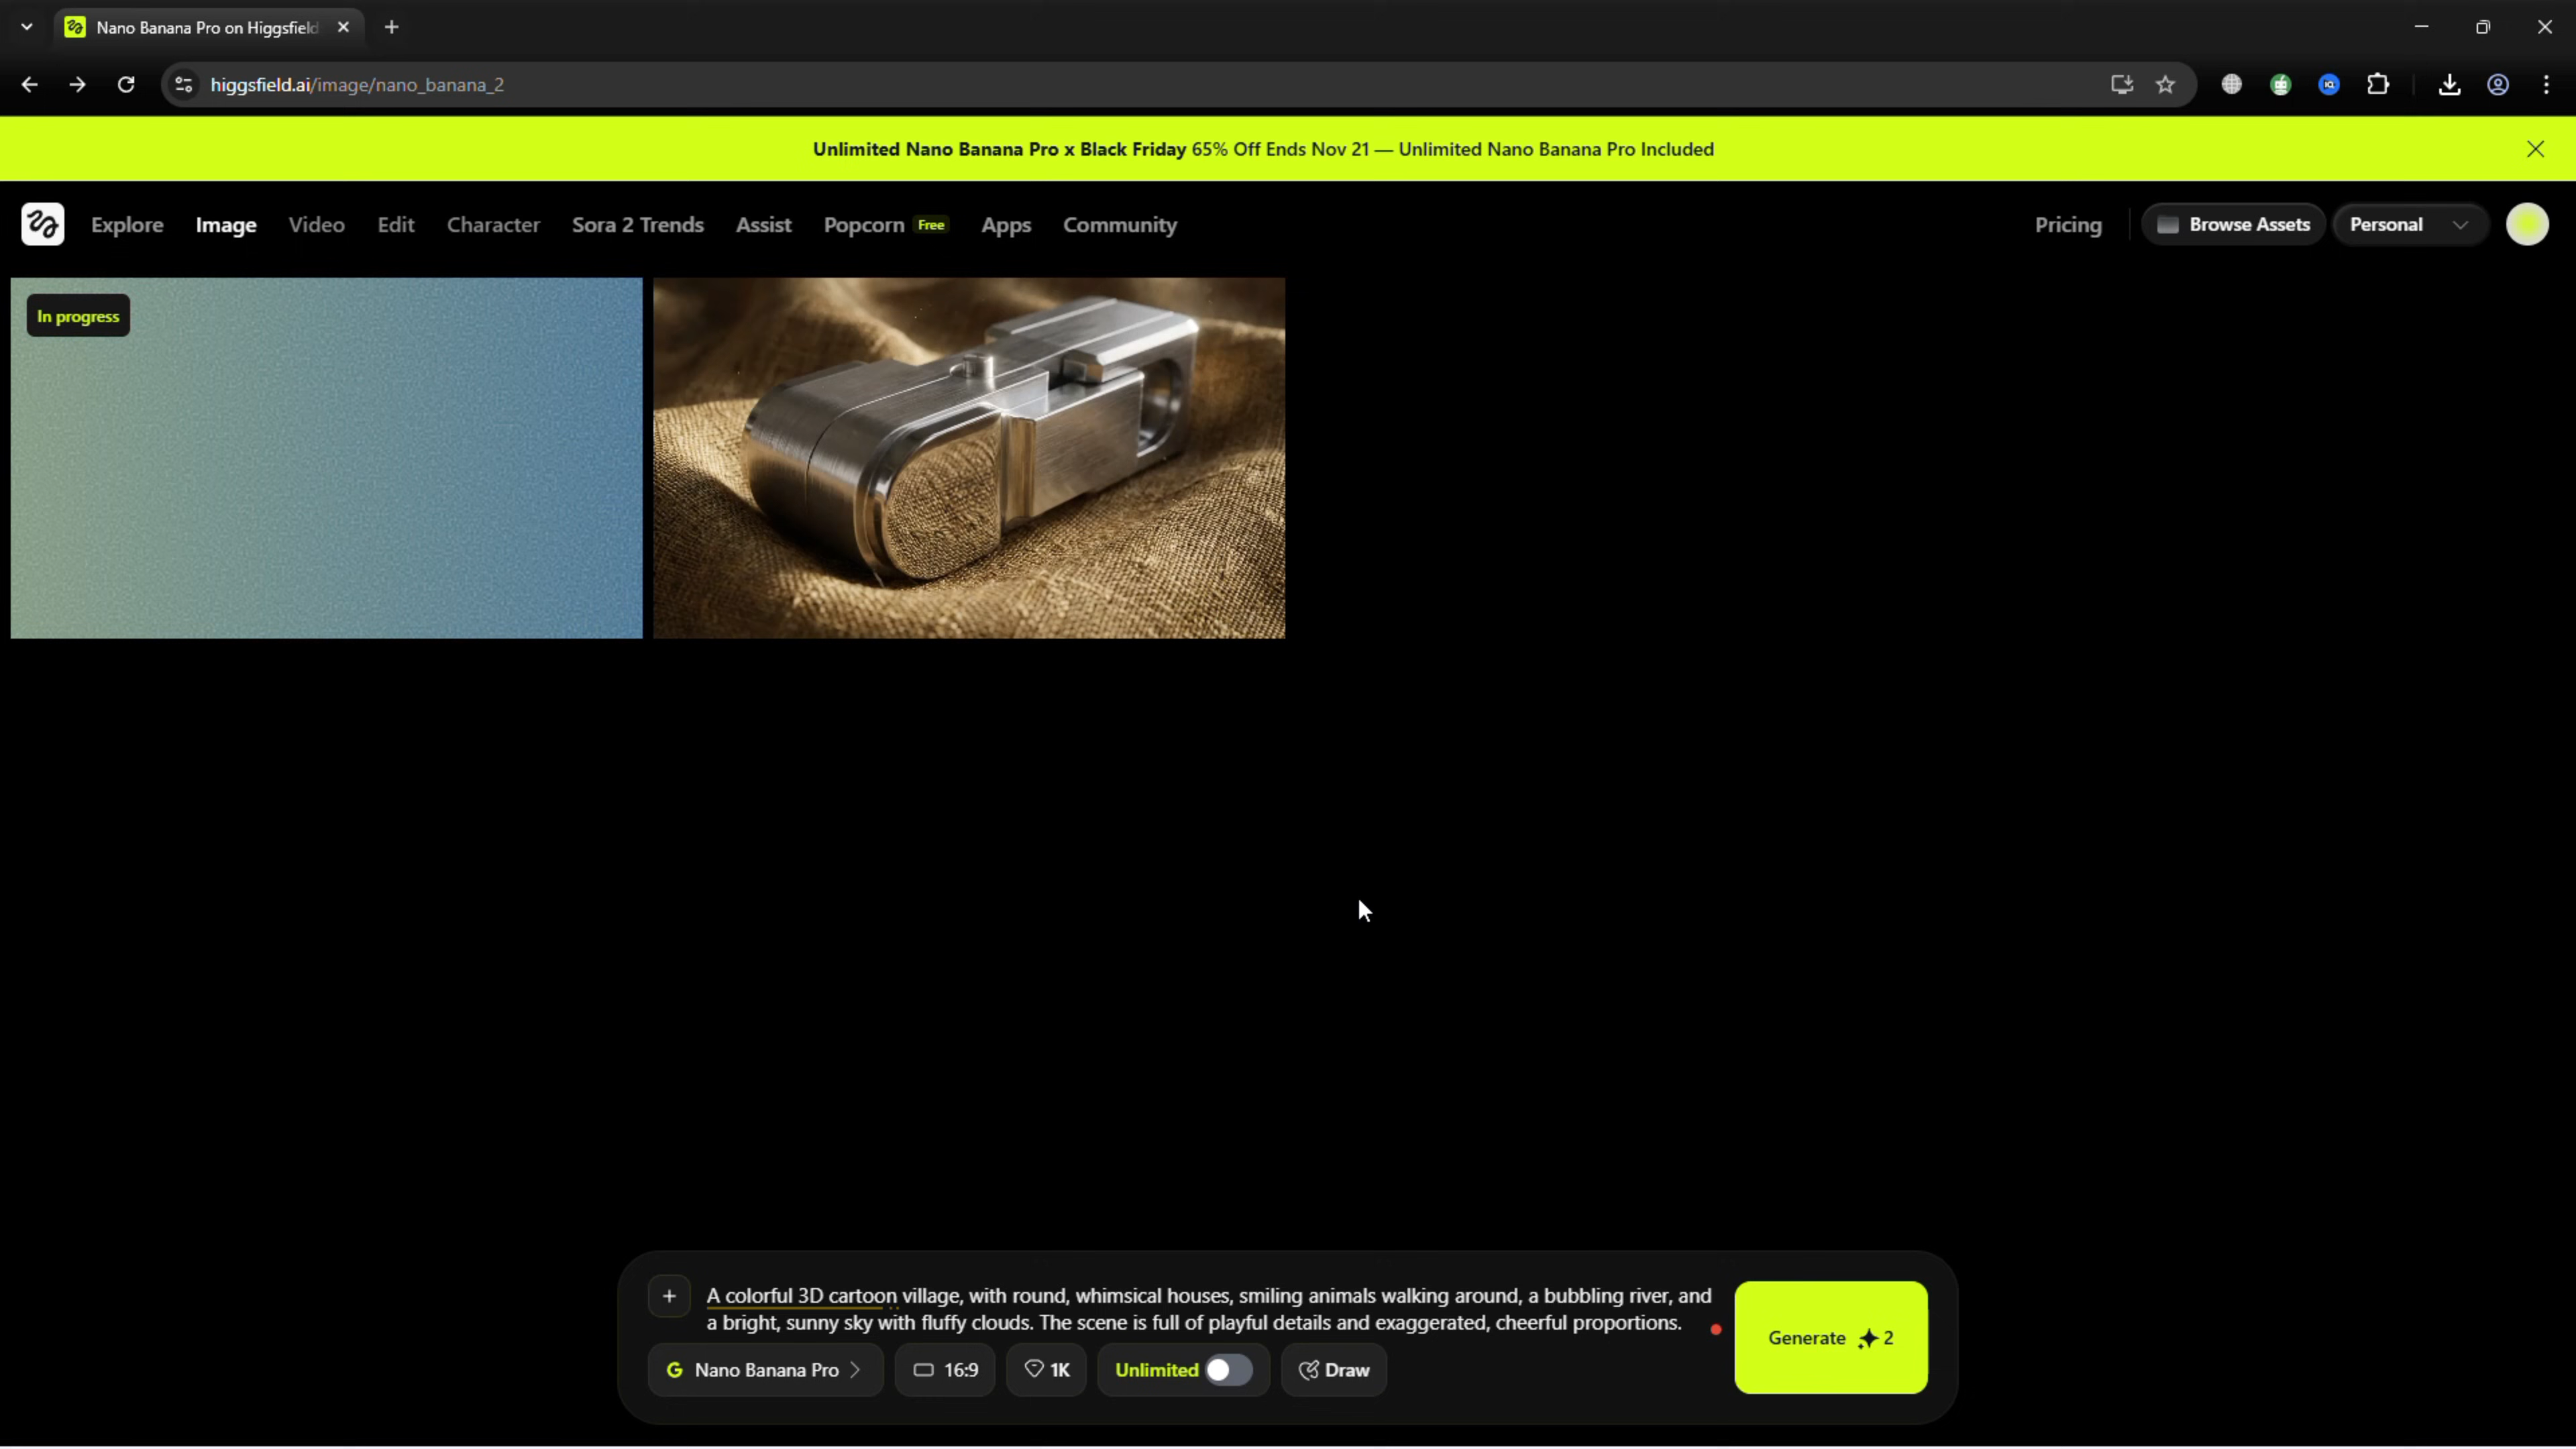 Nano Banana Pro on Higgsfield
higgsfield.ai/image/nano_banana_2
Unlimited Nano Banana Pro x Black Friday 65% Off Ends Nov 21 — Unlimited Nano Banana Pro Included
Explore Image Video Edit Character Sora 2 Trends Assist Popcorn Free Apps Community Pricing Browse Assets Personal
In progress
A colorful 3D cartoon village, with round, whimsical houses, smiling animals walking around, a bubbling river, and
a bright, sunny sky with fluffy clouds. The scene is full of playful details and exaggerated, cheerful proportions.
Generate 2
G Nano Banana Pro 16:9 1K Unlimited Draw